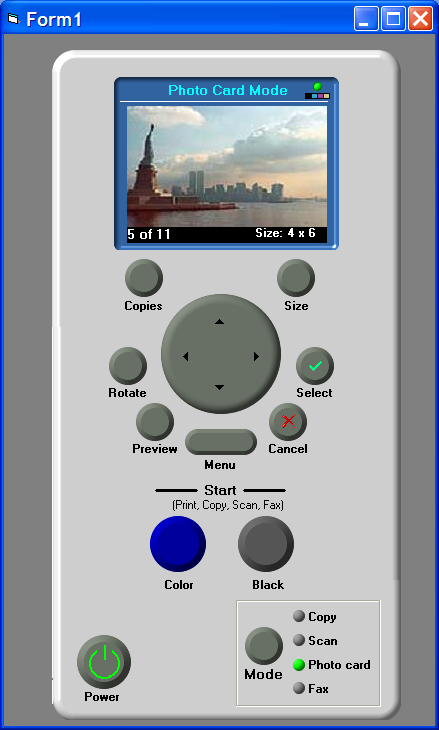 Form1
Photo Card Mode
5 of 11 Size: 4 x 6
Copies Size
Rotate Select
Preview Cancel
Menu
Start
(Print, Copy, Scan, Fax)
Color Black
Copy
Scan
Photo card
Fax
Mode
Power